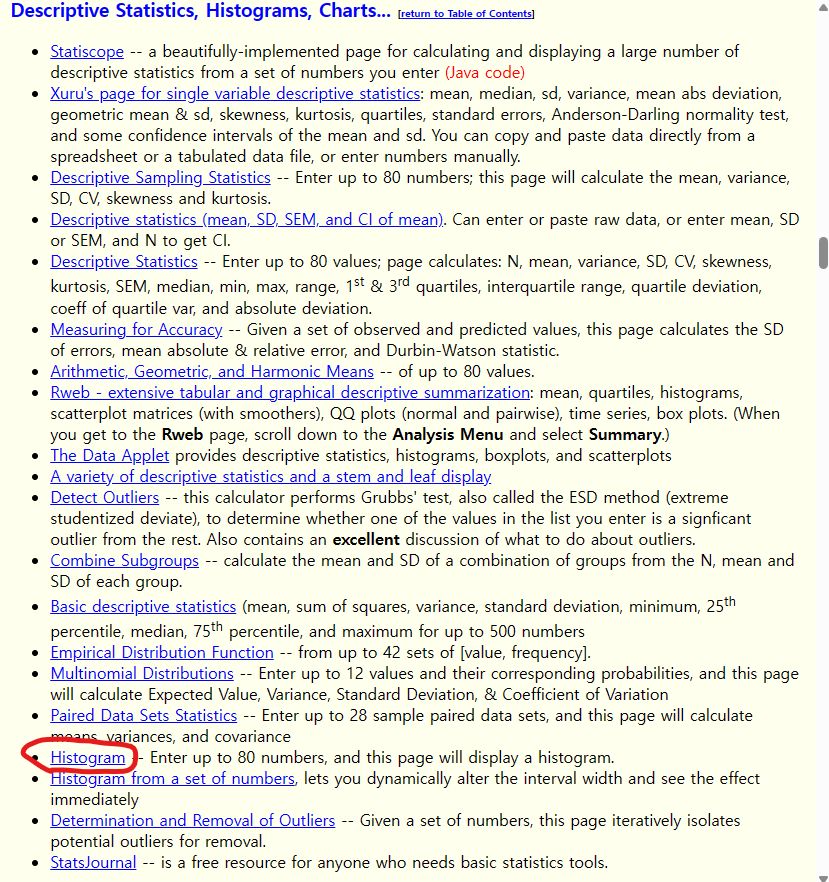 Descriptive Statistics, Histograms, Charts... [return to Table of Contents]
Statiscope -- a beautifully-implemented page for calculating and displaying a large number of
descriptive statistics from a set of numbers you enter (Java code)
Xuru's page for single variable descriptive statistics: mean, median, sd, variance, mean abs deviation,
geometric mean & sd, skewness, kurtosis, quartiles, standard errors, Anderson-Darling normality test,
and some confidence intervals of the mean and sd. You can copy and paste data directly from a
spreadsheet or a tabulated data file, or enter numbers manually.
Descriptive Sampling Statistics -- Enter up to 80 numbers; this page will calculate the mean, variance,
SD, CV, skewness and kurtosis.
Descriptive statistics (mean, SD, SEM, and CI of mean). Can enter or paste raw data, or enter mean, SD
or SEM, and N to get CI.
Descriptive Statistics -- Enter up to 80 values; page calculates: N, mean, variance, SD, CV, skewness,
kurtosis, SEM, median, min, max, range, 1st & 3rd quartiles, interquartile range, quartile deviation,
coeff of quartile var, and absolute deviation.
Measuring for Accuracy -- Given a set of observed and predicted values, this page calculates the SD
of errors, mean absolute & relative error, and Durbin-Watson statistic.
Arithmetic, Geometric, and Harmonic Means -- of up to 80 values.
Rweb - extensive tabular and graphical descriptive summarization: mean, quartiles, histograms,
scatterplot matrices (with smoothers), QQ plots (normal and pairwise), time series, box plots. (When
you get to the Rweb page, scroll down to the Analysis Menu and select Summary.)
The Data Applet provides descriptive statistics, histograms, boxplots, and scatterplots
A variety of descriptive statistics and a stem and leaf display
Detect Outliers -- this calculator performs Grubbs' test, also called the ESD method (extreme
studentized deviate), to determine whether one of the values in the list you enter is a signficant
outlier from the rest. Also contains an excellent discussion of what to do about outliers.
Combine Subgroups -- calculate the mean and SD of a combination of groups from the N, mean and
SD of each group.
Basic descriptive statistics (mean, sum of squares, variance, standard deviation, minimum, 25th
percentile, median, 75th percentile, and maximum for up to 500 numbers
Empirical Distribution Function -- from up to 42 sets of [value, frequency].
Multinomial Distributions -- Enter up to 12 values and their corresponding probabilities, and this page
will calculate Expected Value, Variance, Standard Deviation, & Coefficient of Variation
Paired Data Sets Statistics -- Enter up to 28 sample paired data sets, and this page will calculate
means, variances, and covariance
Histogram -- Enter up to 80 numbers, and this page will display a histogram.
Histogram from a set of numbers, lets you dynamically alter the interval width and see the effect
immediately
Determination and Removal of Outliers -- Given a set of numbers, this page iteratively isolates
potential outliers for removal.
StatsJournal -- is a free resource for anyone who needs basic statistics tools.